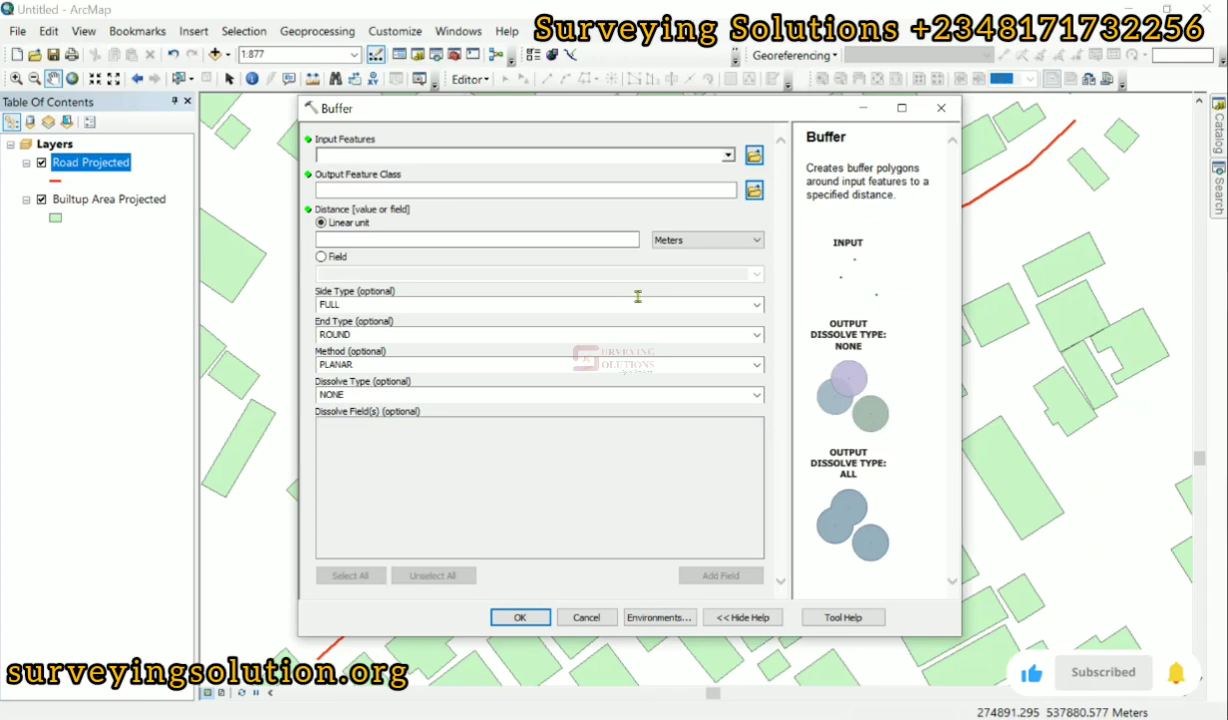 Untitled - ArcMap
Surveying Solutions +2348171732256
File Edit View Bookmarks Insert Selection Geoprocessing Customize Windows Help
1:877
Georeferencing
Editor
Table Of Contents
Layers
Road Projected
Builtup Area Projected
Buffer
Input Features
Output Feature Class
Distance [value or field]
Linear unit
Meters
Field
Side Type (optional)
FULL
End Type (optional)
ROUND
Method (optional)
PLANAR
Dissolve Type (optional)
NONE
Dissolve Field(s) (optional)
Select All Unselect All Add Field
OK Cancel Environments... << Hide Help Tool Help
Buffer
Creates buffer polygons
around input features to a
specified distance.
INPUT
OUTPUT
DISSOLVE TYPE:
NONE
OUTPUT
DISSOLVE TYPE:
ALL
URVEYING
OLUTIONS
Catalog
Search
surveyingsolution.org
Subscribed
274891.295 537880.577 Meters